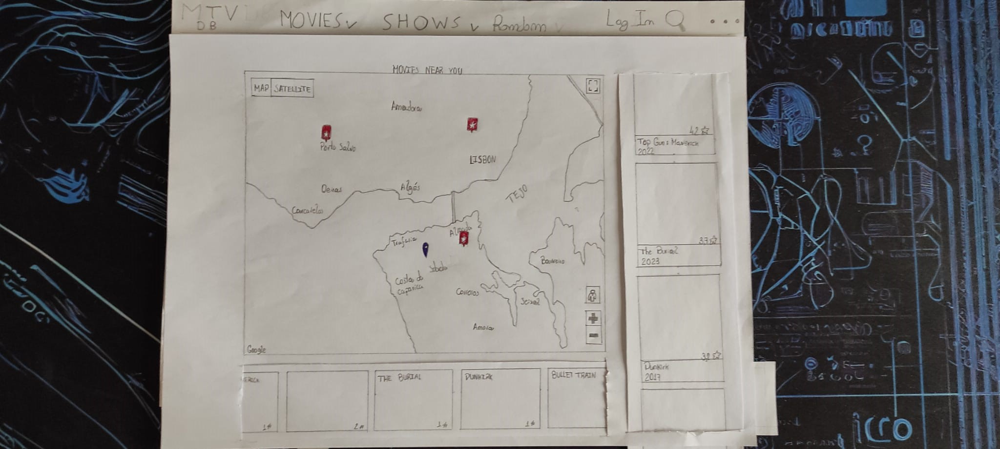 MTV
DB
MOVIES
SHOWS
Random
Log In
MOVIES NEAR YOU
MAP
SATELLITE
Amadora
Porto Salvo
LISBON
Oeiras
Algés
TEJO
Carcavelos
Almada
Trafaria
Sobreda
Barreiro
Costa da
Caparica
Corroios
Seixal
Amora
Google
4.2
Top Gun: Maverick
2022
3.7
The Burial
2023
3.9
Dunkirk
2017
ERICK
1#
2#
THE BURIAL
1#
DUNKIRK
1#
BULLET TRAIN
icro